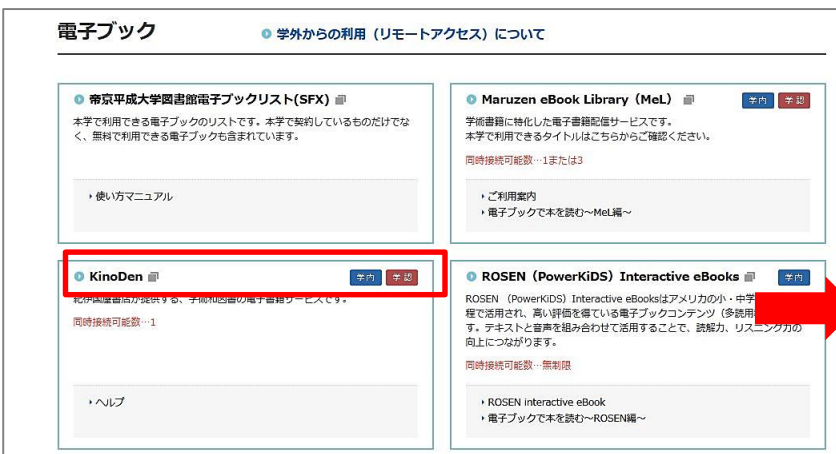 電子ブック
学外からの利用（リモートアクセス）について
帝京平成大学図書館電子ブックリスト(SFX)
本学で利用できる電子ブックのリストです。本学で契約しているものだけでな
く、無料で利用できる電子ブックも含まれています。
使い方マニュアル
Maruzen eBook Library（MeL）
学内 学認
学術書籍に特化した電子書籍配信サービスです。
本学で利用できるタイトルはこちらからご確認ください。
同時接続可能数…1または3
ご利用案内
電子ブックで本を読む～MeL編～
KinoDen
学内 学認
紀伊國屋書店が提供する、学術和図書の電子書籍サービスです。
同時接続可能数…1
ヘルプ
ROSEN（PowerKiDS）Interactive eBooks
学内
ROSEN （PowerKiDS）Interactive eBooksはアメリカの小・中学
程で活用され、高い評価を得ている電子ブックコンテンツ（多読用
す。テキストと音声を組み合わせて活用することで、読解力、リスニング力の
向上につながります。
同時接続可能数…無制限
ROSEN interactive eBook
電子ブックで本を読む～ROSEN編～